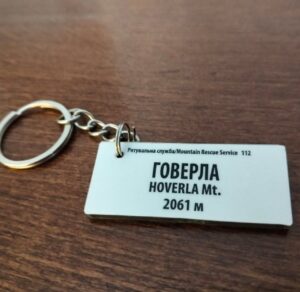 Рятувальна служба/Mountain Rescue Service 112
ГОВЕРЛА
HOVERLA Mt.
2061 м